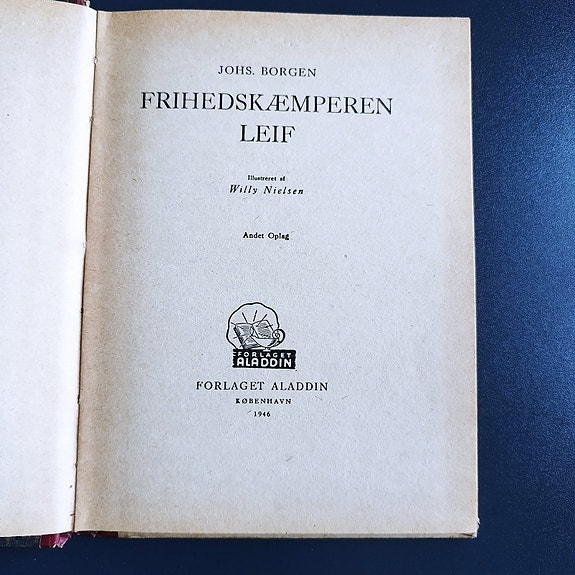 JOHS. BORGEN
FRIHEDSKÆMPEREN
LEIF
Illustreret af
Willy Nielsen
Andet Oplag
FORLAGET
ALADDIN
FORLAGET ALADDIN
KØBENHAVN
1946